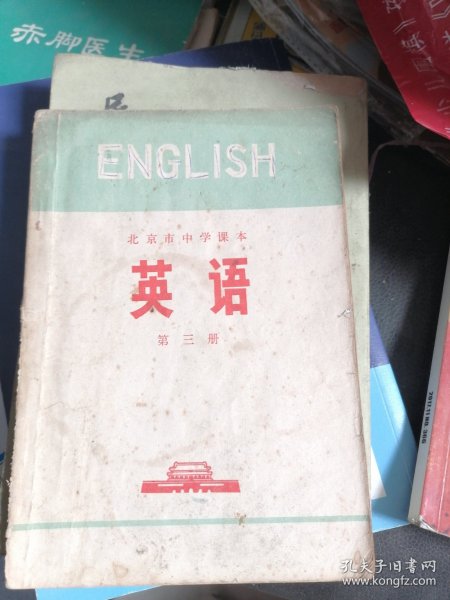 赤脚医生
ENGLISH
北京市中学课本
英语
第三册
孔夫子旧书网
www.kongfz.com